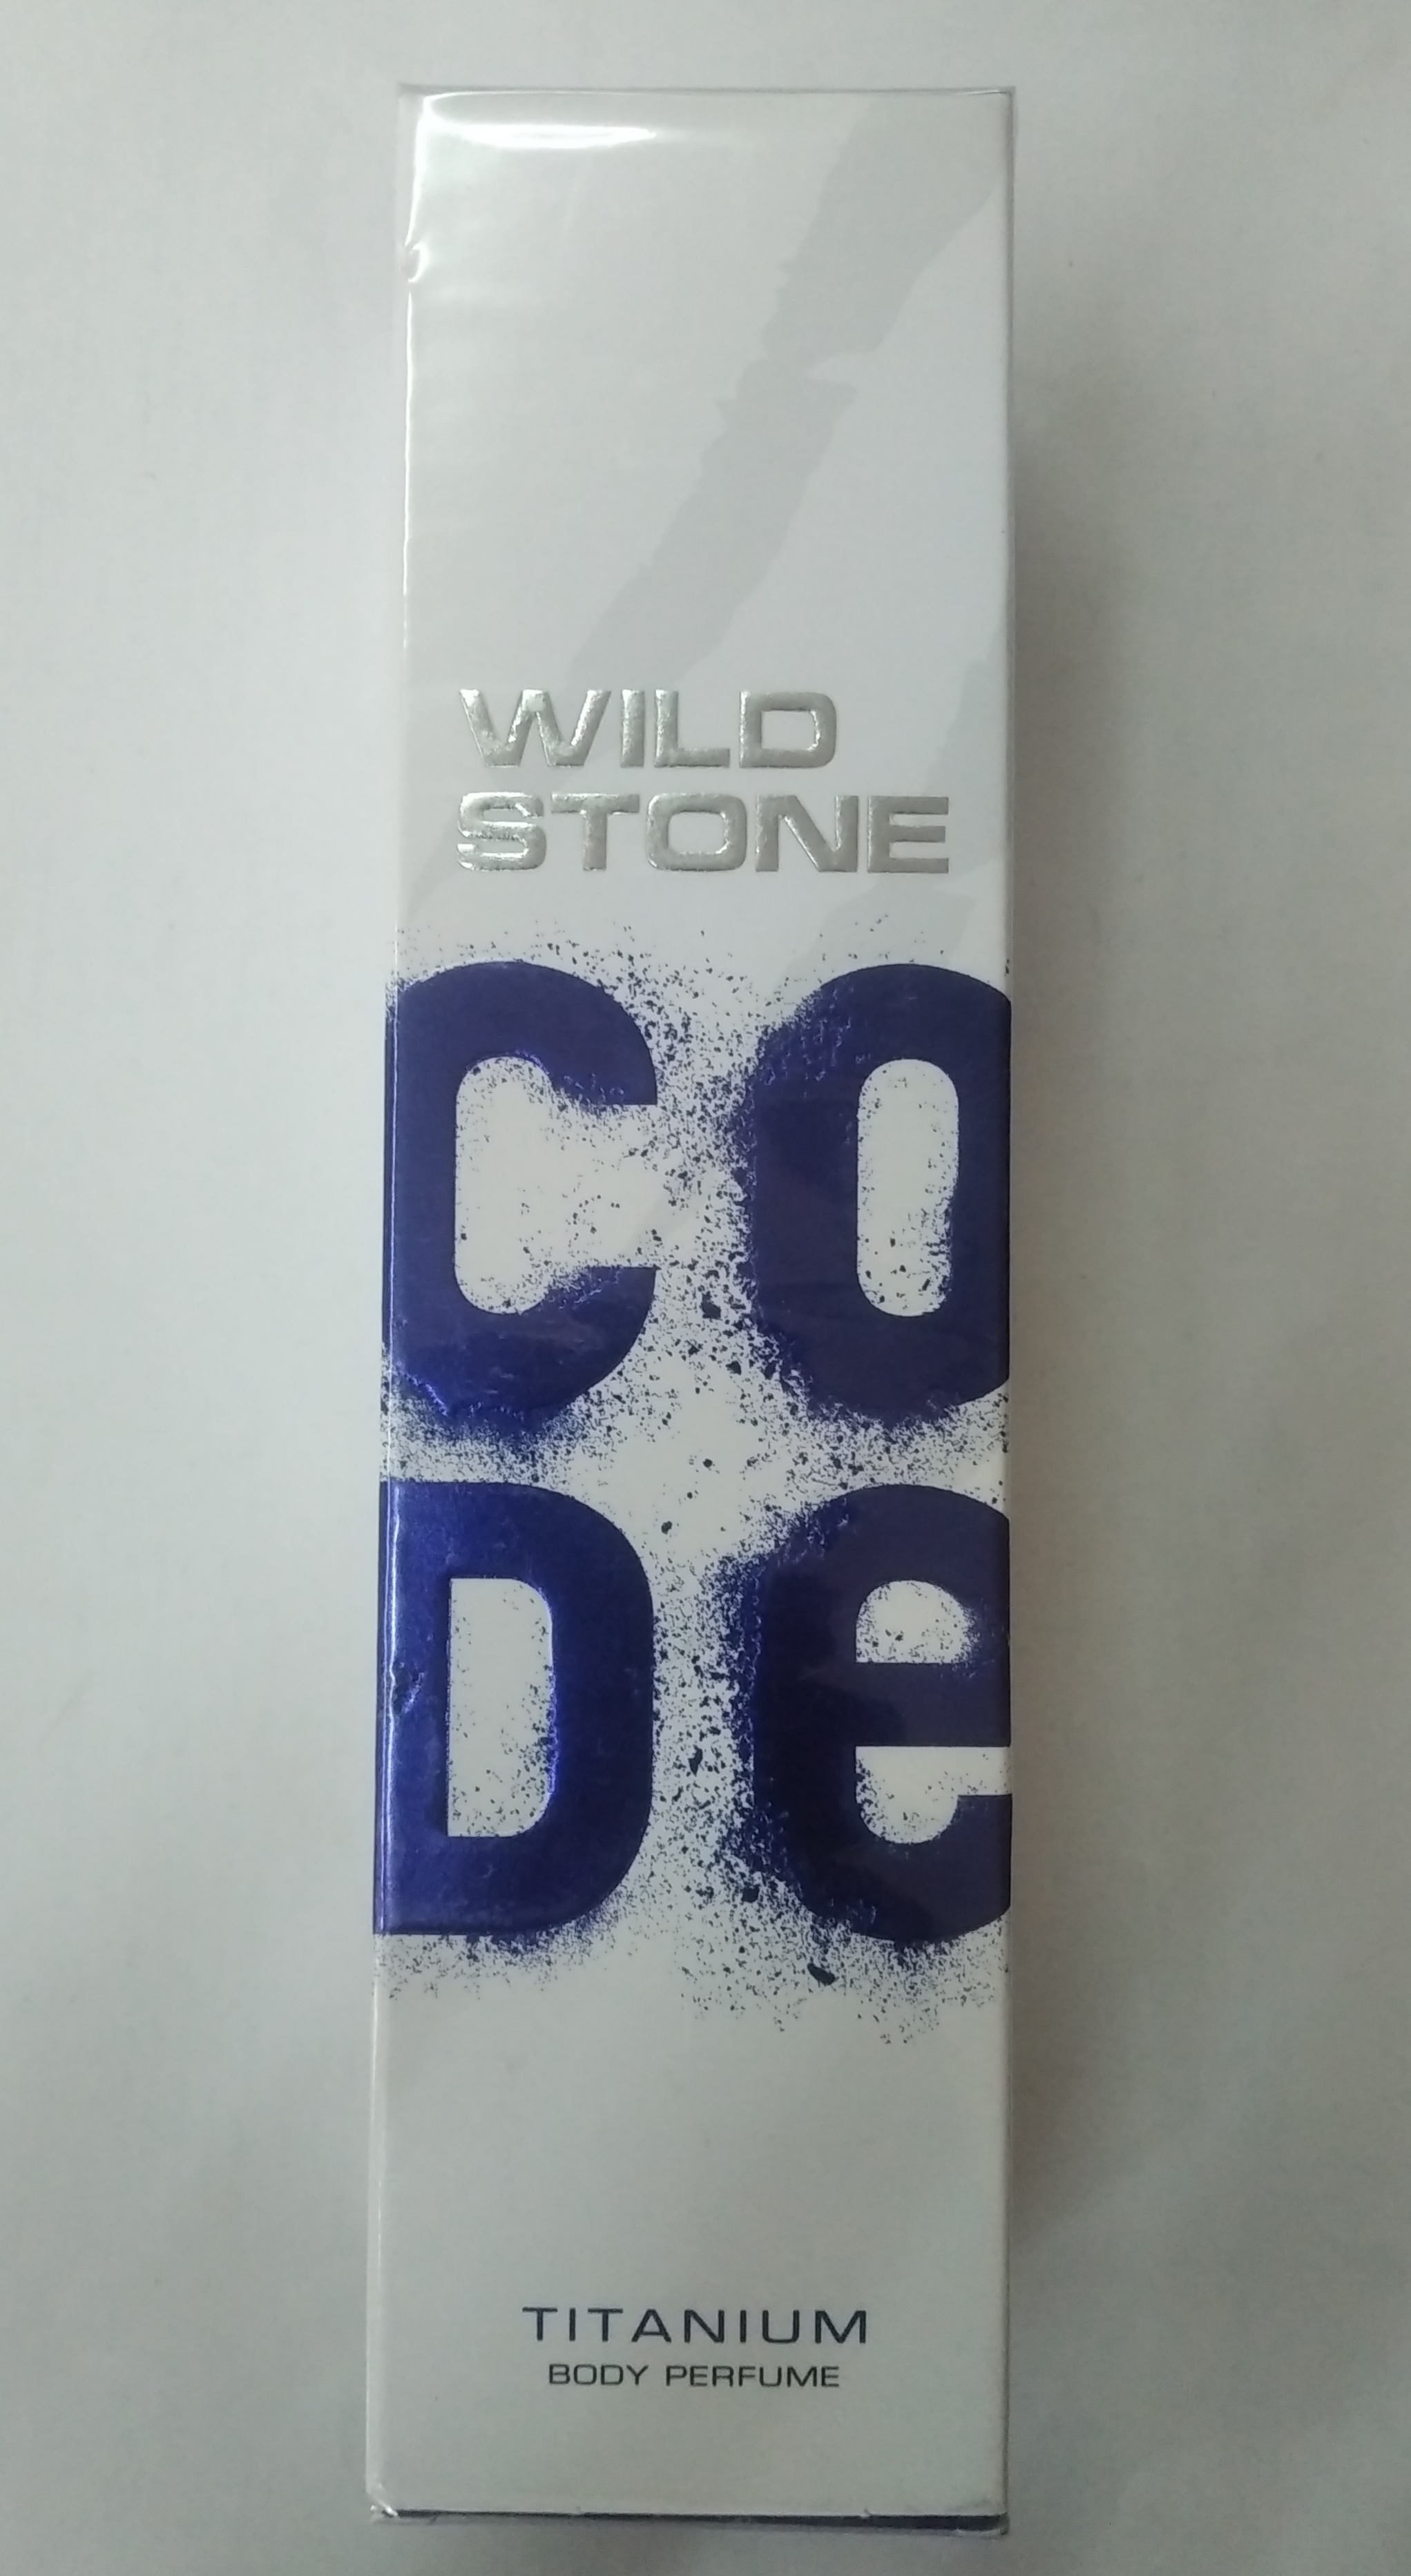 WILD
STONE
CO
De
TITANIUM
BODY PERFUME